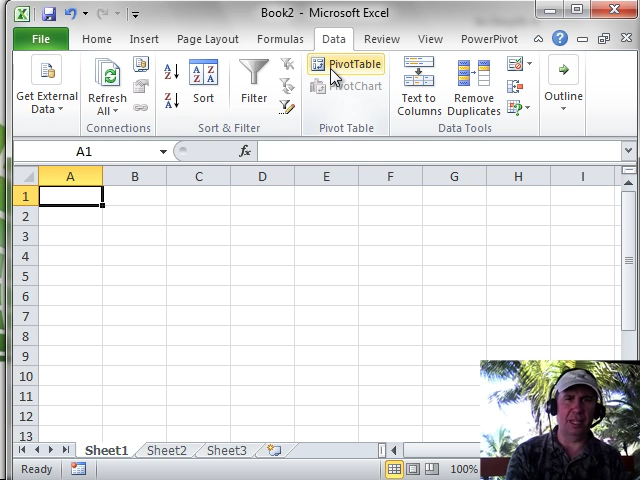 Book2 - Microsoft Excel
File Home Insert Page Layout Formulas Data Review View PowerPivot
Get External Data
Refresh All
Connections
A Z
Z A
Sort
Filter
Sort & Filter
PivotTable
PivotChart
Pivot Table
Text to Columns
Remove Duplicates
Data Tools
Outline
A1
fx
A B C D E F G H I
1
2
3
4
5
6
7
8
9
10
11
12
13
Sheet1 Sheet2 Sheet3
Ready
100%